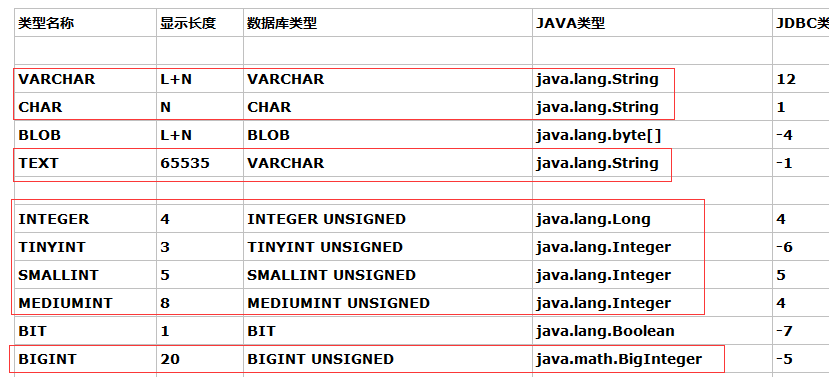 类型名称 显示长度 数据库类型 JAVA类型 JDBC类
VARCHAR L+N VARCHAR java.lang.String 12
CHAR N CHAR java.lang.String 1
BLOB L+N BLOB java.lang.byte[] -4
TEXT 65535 VARCHAR java.lang.String -1
INTEGER 4 INTEGER UNSIGNED java.lang.Long 4
TINYINT 3 TINYINT UNSIGNED java.lang.Integer -6
SMALLINT 5 SMALLINT UNSIGNED java.lang.Integer 5
MEDIUMINT 8 MEDIUMINT UNSIGNED java.lang.Integer 4
BIT 1 BIT java.lang.Boolean -7
BIGINT 20 BIGINT UNSIGNED java.math.BigInteger -5